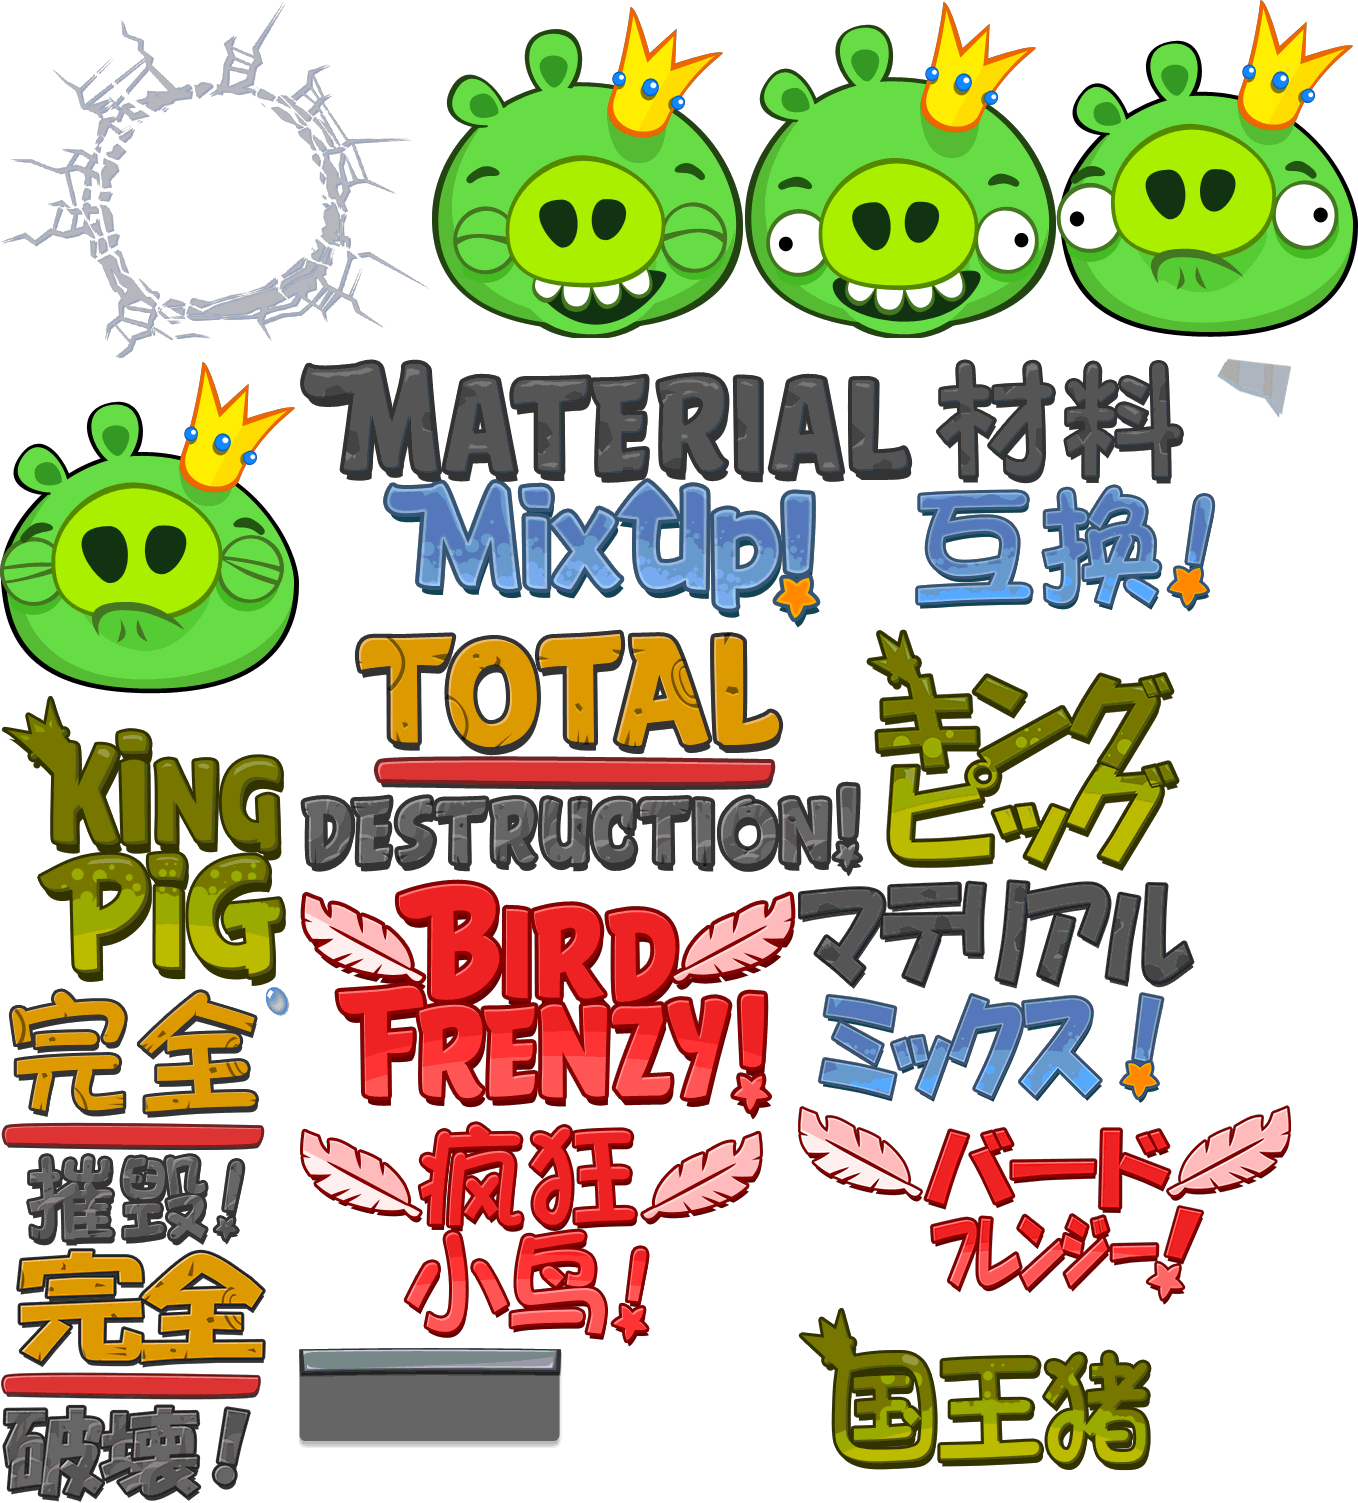 MATERIAL
MixUp!
材料
互换!
TOTAL
DESTRUCTION!
キング
ピッグ
KiNG
PiG
BIRD
FRENZY!
マテリアル
ミックス!
完全
摧毁!
疯狂
小鸟!
バード
フレンジー!
完全
破壊!
国王猪